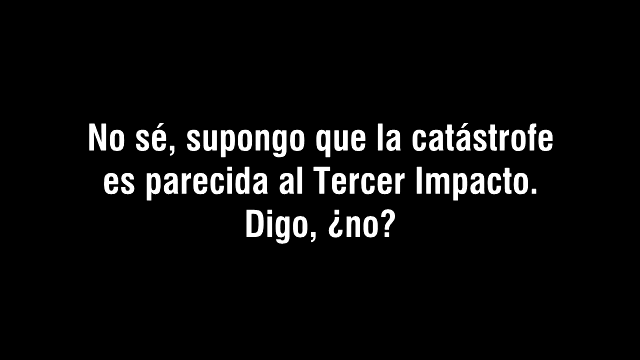 No sé, supongo que la catástrofe
es parecida al Tercer Impacto.
Digo, ¿no?